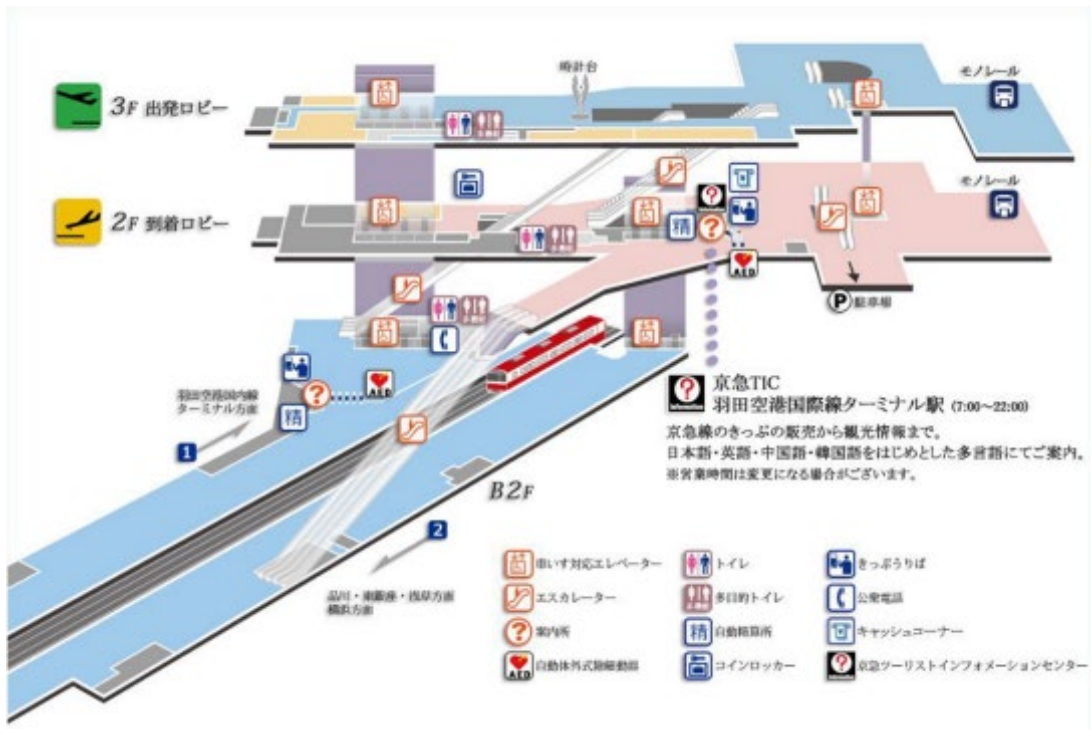 時計台
モノレール
3F 出発ロビー
モノレール
2F 到着ロビー
Information
AED
P 駐車場
羽田空港国内線
ターミナル方面
精
AED
1
Information
京急TIC
羽田空港国際線ターミナル駅 (7:00~22:00)
京急線のきっぷの販売から観光情報まで。
日本語・英語・中国語・韓国語をはじめとした多言語にてご案内。
※営業時間は変更になる場合がございます。
B2F
2
品川・東銀座・浅草方面
横浜方面
車いす対応エレベーター
トイレ
きっぷうりば
エスカレーター
多目的トイレ
公衆電話
案内所
精 自動精算所
キャッシュコーナー
AED 自動体外式除細動器
コインロッカー
Information 京急ツーリストインフォメーションセンター